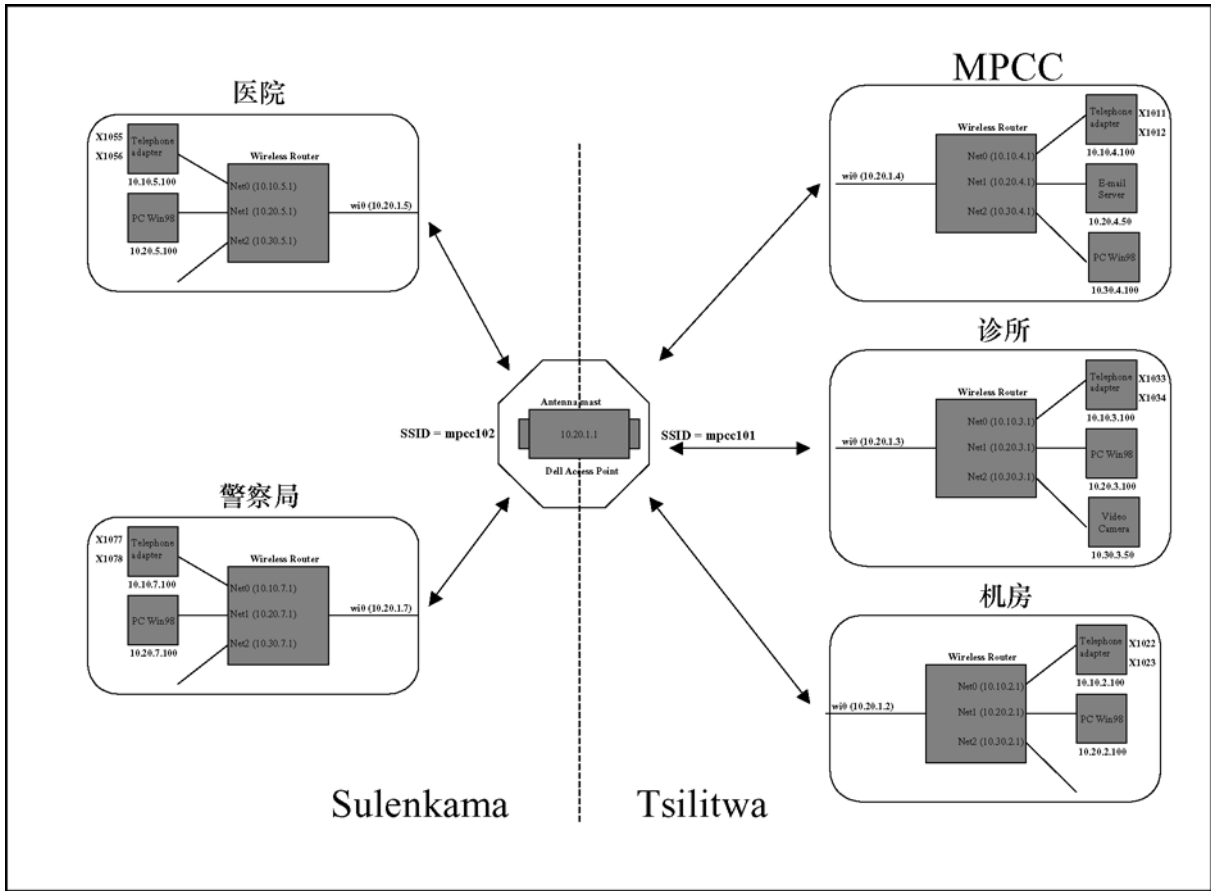 医院
X1055
X1056
Telephone
adapter
10.10.5.100
PC Win98
10.20.5.100
Wireless Router
Net0 (10.10.5.1)
Net1 (10.20.5.1)
Net2 (10.30.5.1)
wi0 (10.20.1.5)
警察局
X1077
X1078
Telephone
adapter
10.10.7.100
PC Win98
10.20.7.100
Wireless Router
Net0 (10.10.7.1)
Net1 (10.20.7.1)
Net2 (10.30.7.1)
wi0 (10.20.1.7)
SSID = mpcc102
Antenna mast
10.20.1.1
Dell Access Point
SSID = mpcc101
MPCC
wi0 (10.20.1.4)
Wireless Router
Net0 (10.10.4.1)
Net1 (10.20.4.1)
Net2 (10.30.4.1)
Telephone
adapter
X1011
X1012
10.10.4.100
E-mail
Server
10.20.4.50
PC Win98
10.30.4.100
诊所
wi0 (10.20.1.3)
Wireless Router
Net0 (10.10.3.1)
Net1 (10.20.3.1)
Net2 (10.30.3.1)
Telephone
adapter
X1033
X1034
10.10.3.100
PC Win98
10.20.3.100
Video
Camera
10.30.3.50
机房
wi0 (10.20.1.2)
Wireless Router
Net0 (10.10.2.1)
Net1 (10.20.2.1)
Net2 (10.30.2.1)
Telephone
adapter
X1022
X1023
10.10.2.100
PC Win98
10.20.2.100
Sulenkama
Tsilitwa